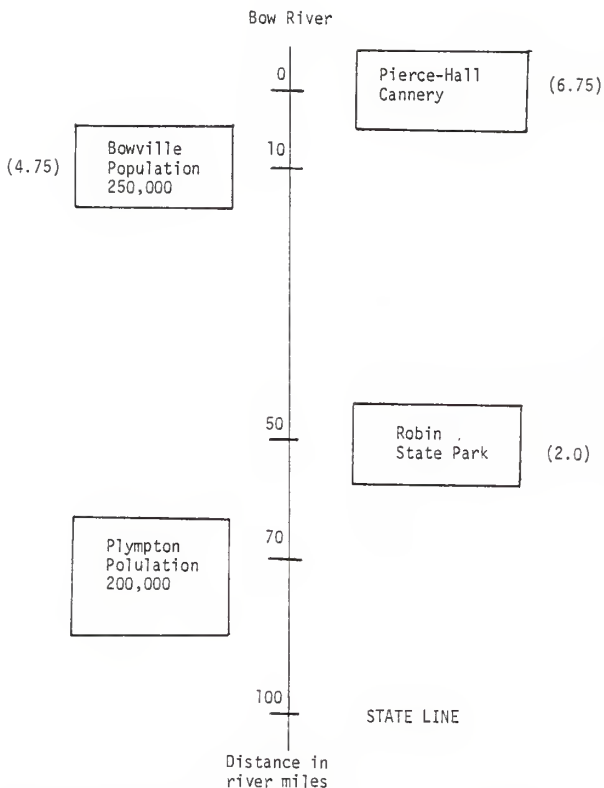 Bow River
0
Pierce-Hall
Cannery
(6.75)
10
Bowville
Population
250,000
(4.75)
50
Robin
State Park
(2.0)
70
Plympton
Polulation
200,000
100
STATE LINE
Distance in
river miles